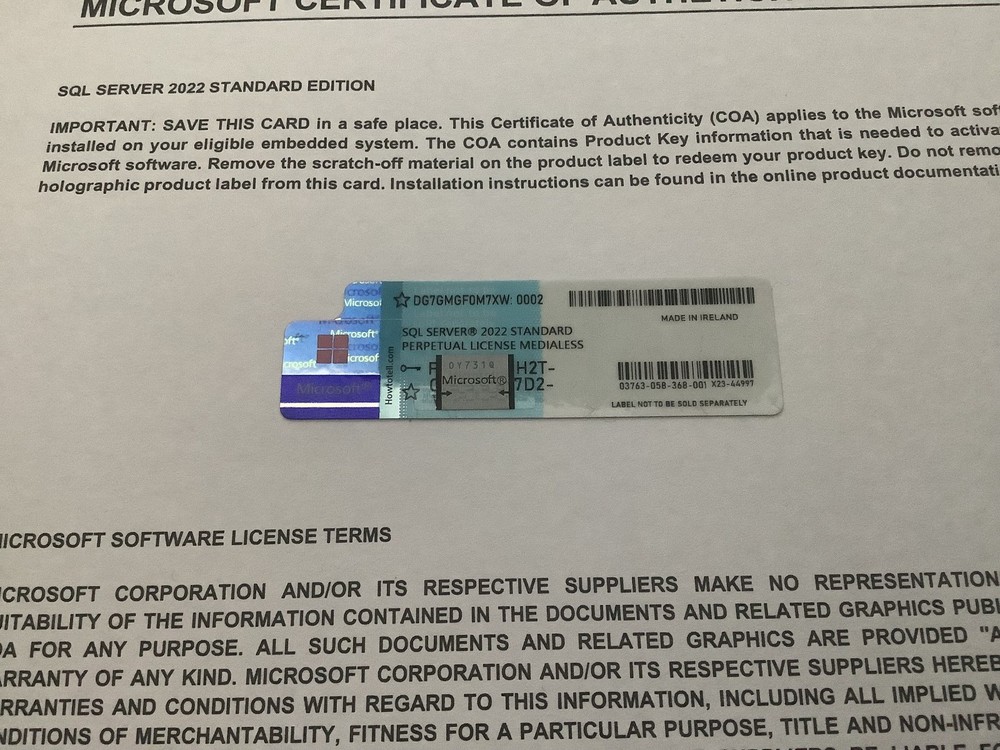 MICROSOFT CERTIFICATE OF
SQL SERVER 2022 STANDARD EDITION
IMPORTANT: SAVE THIS CARD in a safe place. This Certificate of Authenticity (COA) applies to the Microsoft sof
installed on your eligible embedded system. The COA contains Product Key information that is needed to activa
Microsoft software. Remove the scratch-off material on the product label to redeem your product key. Do not remo
holographic product label from this card. Installation instructions can be found in the online product documentati
DG7GMGF0M7XW: 0002
MADE IN IRELAND
SQL SERVER® 2022 STANDARD
PERPETUAL LICENSE MEDIALESS
Microsoft
Microsoft®
Howtotell.com
H2T-
7D2-
Microsoft®
03763-058-368-001 X23-44997
LABEL NOT TO BE SOLD SEPARATELY
MICROSOFT SOFTWARE LICENSE TERMS
ICROSOFT CORPORATION AND/OR ITS RESPECTIVE SUPPLIERS MAKE NO REPRESENTATION
UITABILITY OF THE INFORMATION CONTAINED IN THE DOCUMENTS AND RELATED GRAPHICS PUBL
OA FOR ANY PURPOSE. ALL SUCH DOCUMENTS AND RELATED GRAPHICS ARE PROVIDED "A
ARRANTY OF ANY KIND. MICROSOFT CORPORATION AND/OR ITS RESPECTIVE SUPPLIERS HEREB
RRANTIES AND CONDITIONS WITH REGARD TO THIS INFORMATION, INCLUDING ALL IMPLIED W
NDITIONS OF MERCHANTABILITY, FITNESS FOR A PARTICULAR PURPOSE, TITLE AND NON-INFR